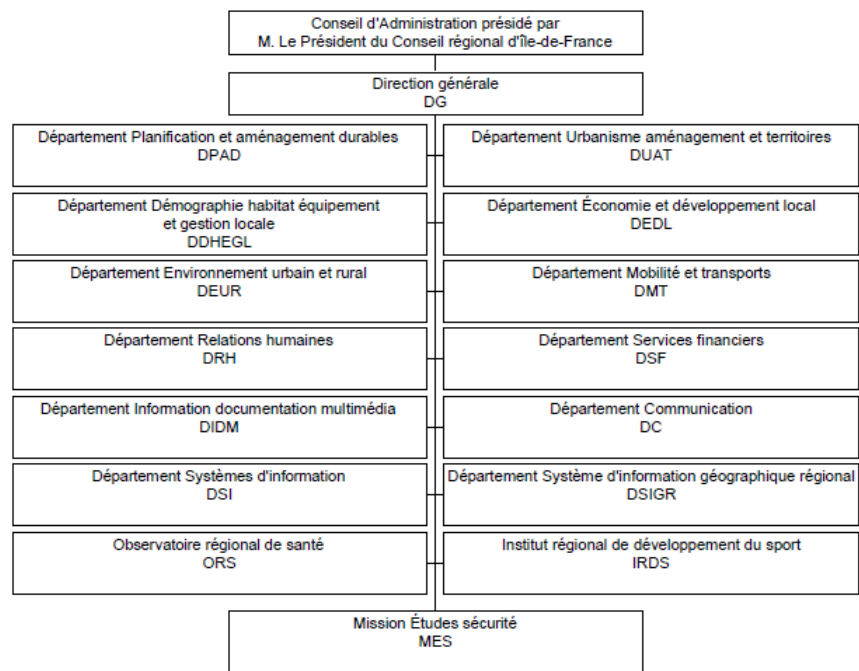 Conseil d'Administration présidé par
M. Le Président du Conseil régional d'île-de-France
Direction générale
DG
Département Planification et aménagement durables
DPAD
Département Urbanisme aménagement et territoires
DUAT
Département Démographie habitat équipement
et gestion locale
DDHEGL
Département Économie et développement local
DEDL
Département Environnement urbain et rural
DEUR
Département Mobilité et transports
DMT
Département Relations humaines
DRH
Département Services financiers
DSF
Département Information documentation multimédia
DIDM
Département Communication
DC
Département Systèmes d'information
DSI
Département Système d'information géographique régional
DSIGR
Observatoire régional de santé
ORS
Institut régional de développement du sport
IRDS
Mission Études sécurité
MES